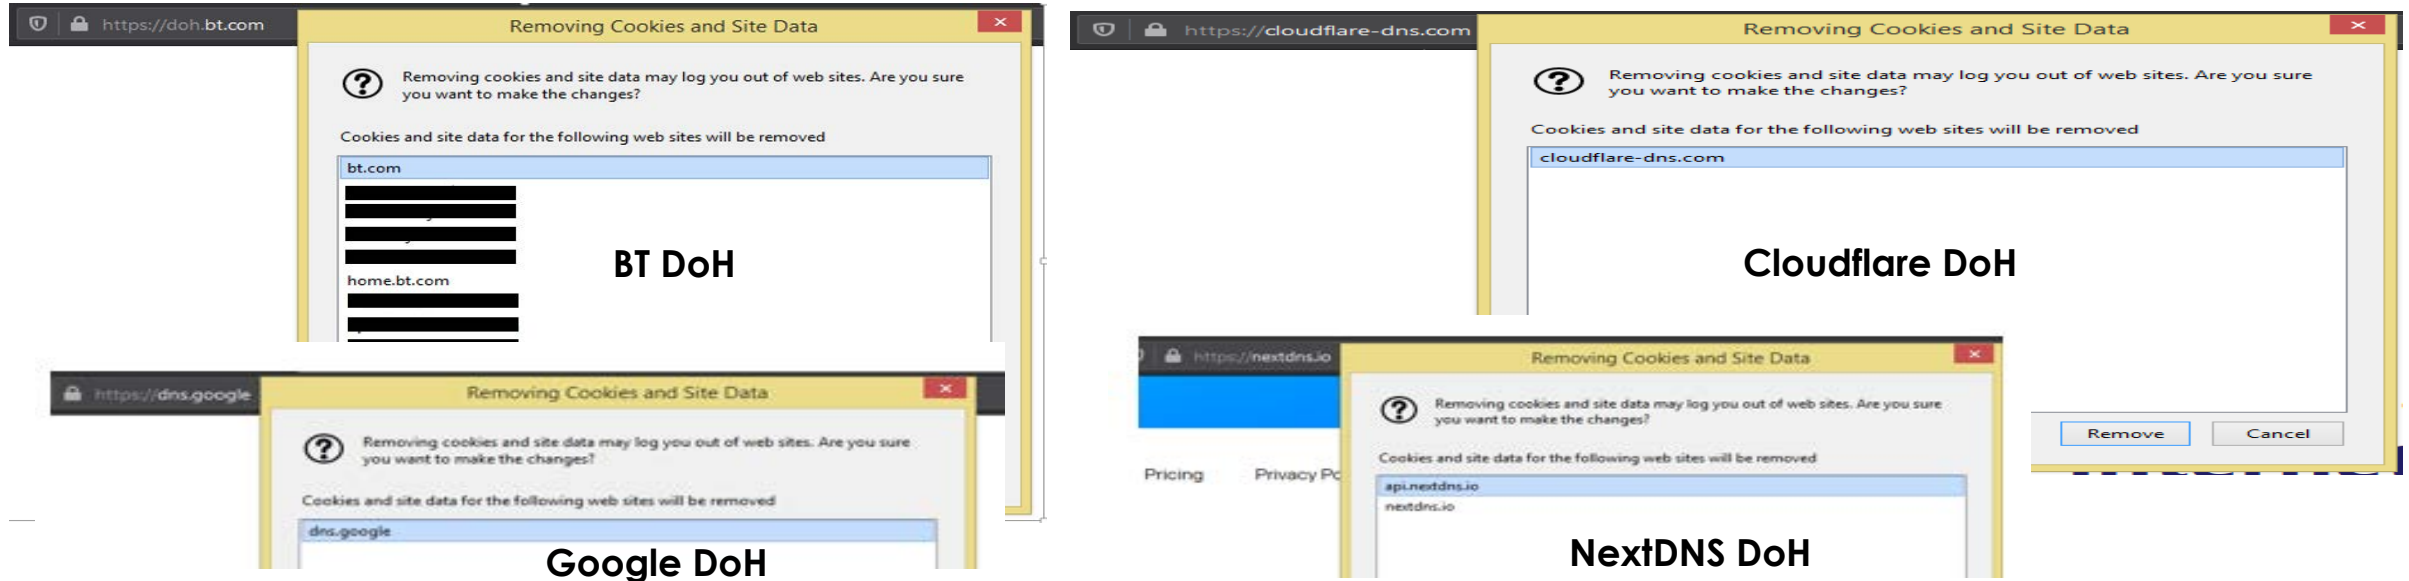 https://doh.bt.com
Removing Cookies and Site Data
Removing cookies and site data may log you out of web sites. Are you sure
you want to make the changes?
Cookies and site data for the following web sites will be removed
bt.com
home.bt.com
BT DoH
https://cloudflare-dns.com
Removing Cookies and Site Data
Removing cookies and site data may log you out of web sites. Are you sure
you want to make the changes?
Cookies and site data for the following web sites will be removed
cloudflare-dns.com
Cloudflare DoH
Remove
Cancel
https://dns.google
Removing Cookies and Site Data
Removing cookies and site data may log you out of web sites. Are you sure
you want to make the changes?
Cookies and site data for the following web sites will be removed
dns.google
Google DoH
https://nextdns.io
Removing Cookies and Site Data
Removing cookies and site data may log you out of web sites. Are you sure
you want to make the changes?
Pricing Privacy Po
Cookies and site data for the following web sites will be removed
api.nextdns.io
nextdns.io
NextDNS DoH